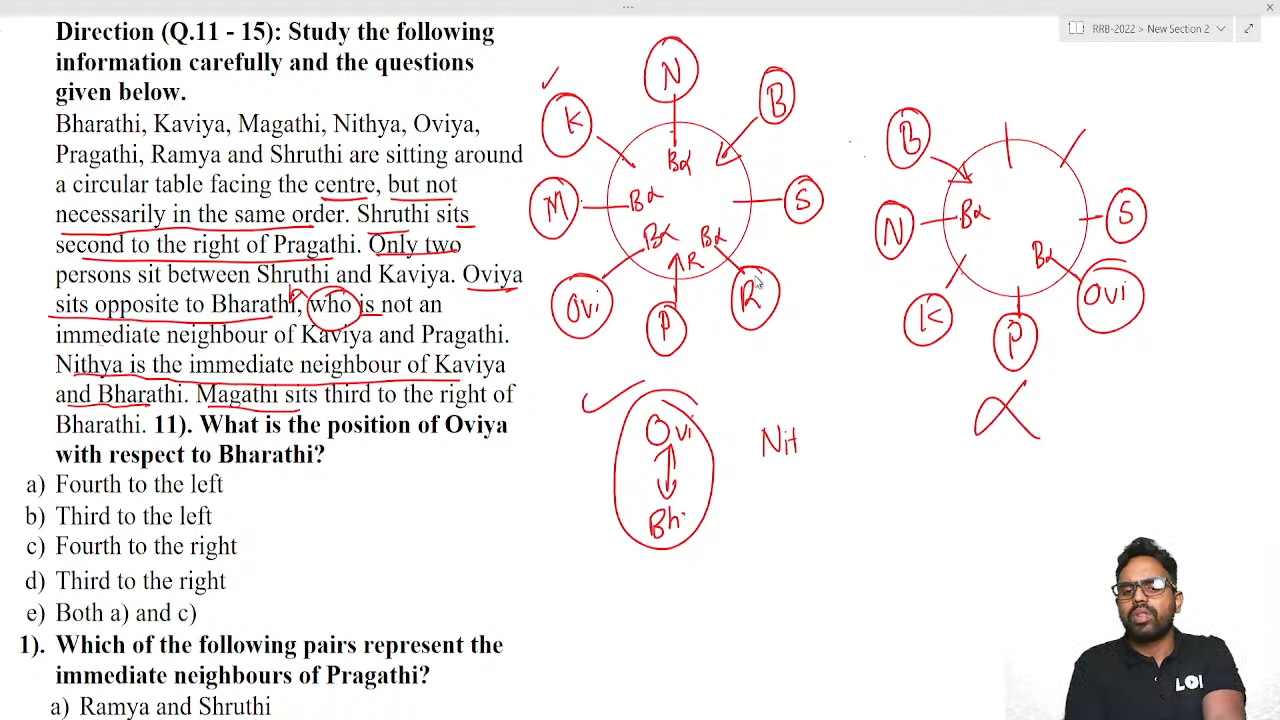 ...
RRB-2022 > New Section 2
Direction (Q.11 - 15): Study the following
information carefully and the questions
given below.
Bharathi, Kaviya, Magathi, Nithya, Oviya,
Pragathi, Ramya and Shruthi are sitting around
a circular table facing the centre, but not
necessarily in the same order. Shruthi sits
second to the right of Pragathi. Only two
persons sit between Shruthi and Kaviya. Oviya
sits opposite to Bharathi, who is not an
immediate neighbour of Kaviya and Pragathi.
Nithya is the immediate neighbour of Kaviya
and Bharathi. Magathi sits third to the right of
Bharathi. 11). What is the position of Oviya
with respect to Bharathi?
a) Fourth to the left
b) Third to the left
c) Fourth to the right
d) Third to the right
e) Both a) and c)
1). Which of the following pairs represent the
immediate neighbours of Pragathi?
a) Ramya and Shruthi
N
B
K
Bα
M
Bα
S
Bα
Bα
R
Ovi
P
R
Ovi
Bhi
Nit
B
N
Bα
S
Bα
Ovi
K
P